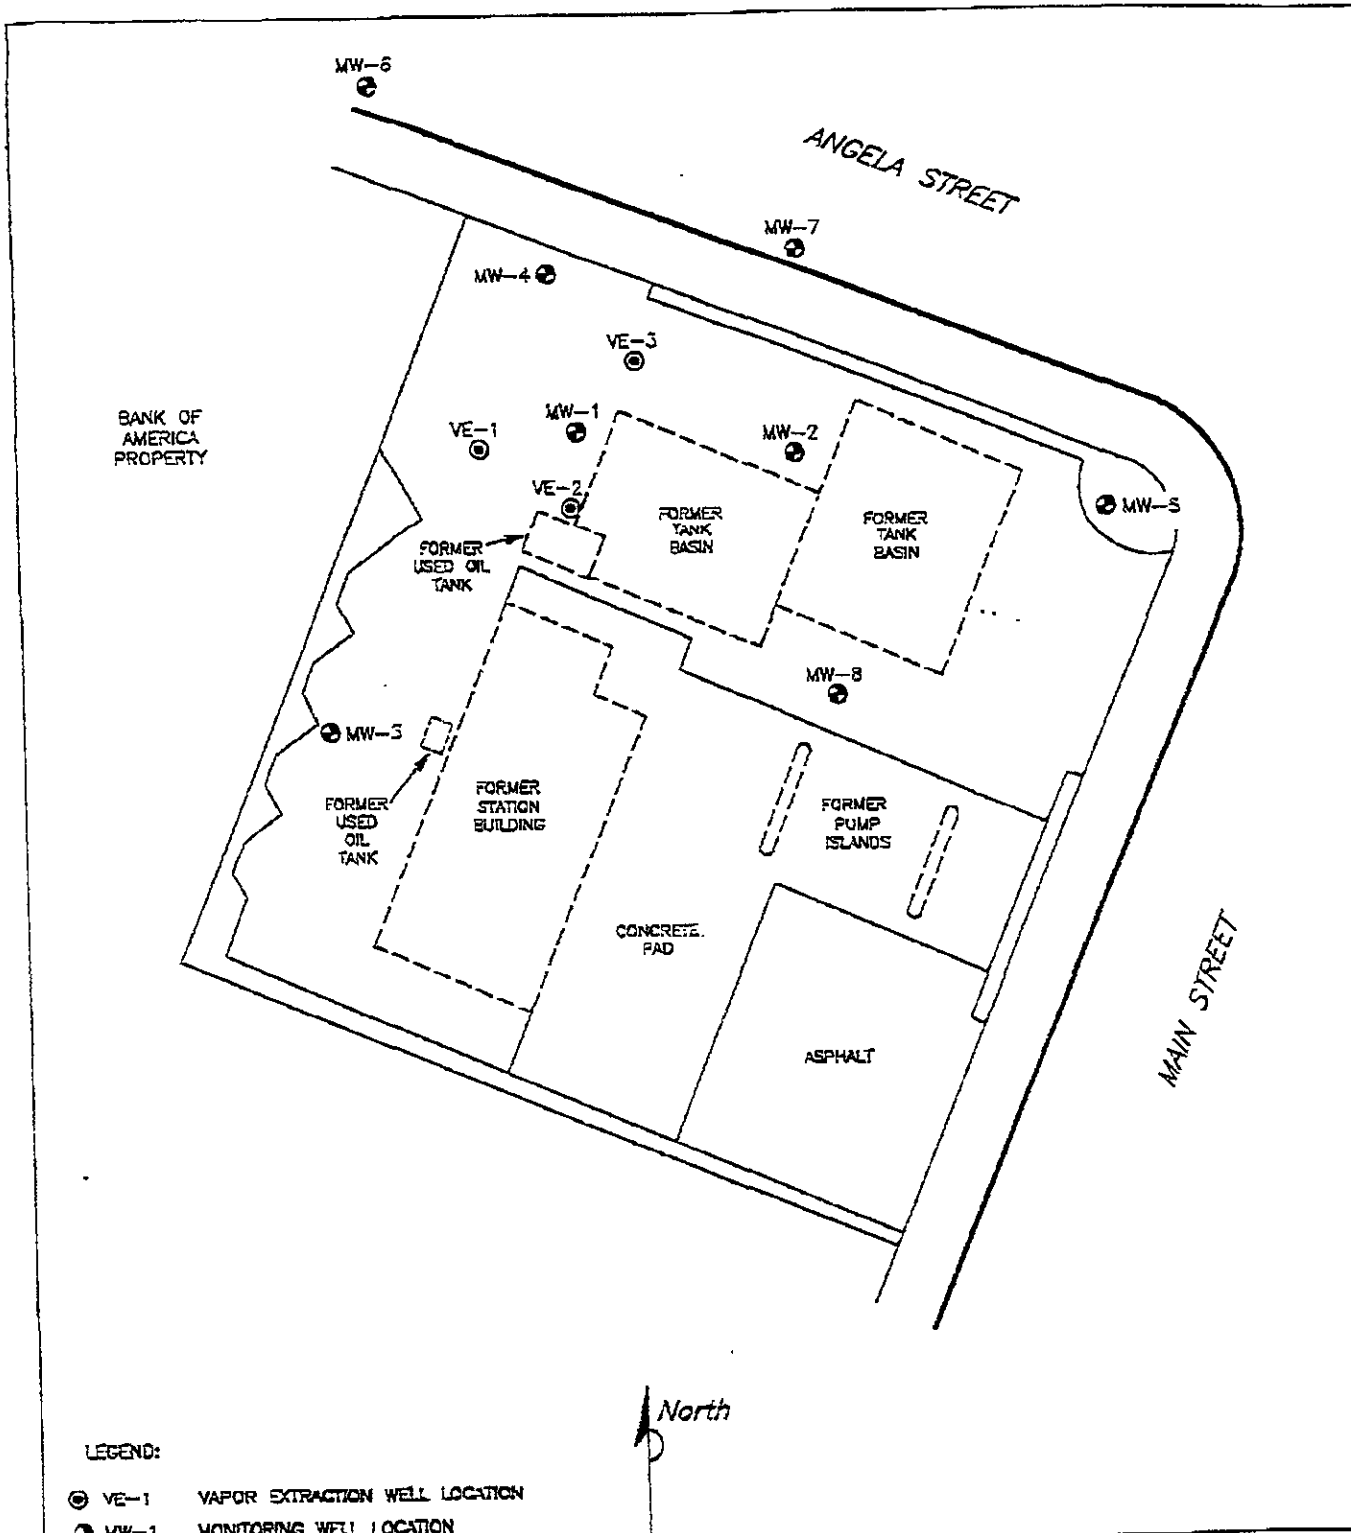 MW-6
ANGELA STREET
MW-7
MW-4
VE-3
BANK OF
AMERICA
PROPERTY
MW-1
VE-1
MW-2
VE-2
MW-5
FORMER
TANK
BASIN
FORMER
TANK
BASIN
FORMER
USED OIL
TANK
MW-8
MW-3
FORMER
STATION
BUILDING
FORMER
USED
OIL
TANK
FORMER
PUMP
ISLANDS
CONCRETE
PAD
MAIN STREET
ASPHALT
North
LEGEND:
VE-1 VAPOR EXTRACTION WELL LOCATION
MW-1 MONITORING WELL LOCATION